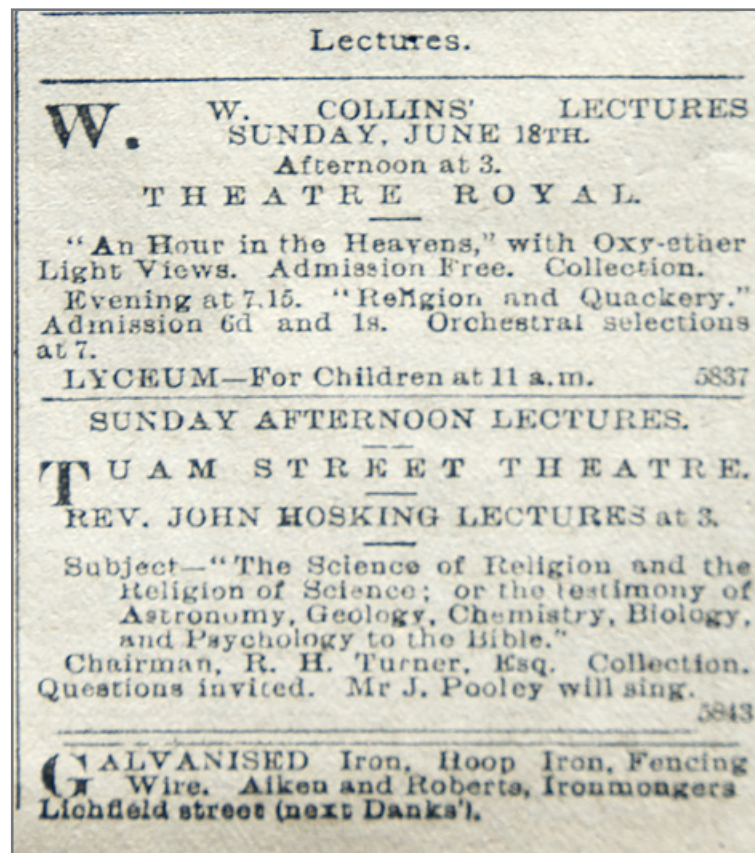 Lectures.
W. W. COLLINS' LECTURES
SUNDAY, JUNE 18TH.
Afternoon at 3.
THEATRE ROYAL.
"An Hour in the Heavens," with Oxy-ether
Light Views. Admission Free. Collection.
Evening at 7.15. "Religion and Quackery."
Admission 6d and 1s. Orchestral selections
at 7.
LYCEUM—For Children at 11 a.m. 5837
SUNDAY AFTERNOON LECTURES.
TUAM STREET THEATRE.
REV. JOHN HOSKING LECTURES at 3.
Subject—"The Science of Religion and the
Religion of Science; or the testimony of
Astronomy, Geology, Chemistry, Biology,
and Psychology to the Bible."
Chairman, R. H. Turner, Esq. Collection.
Questions invited. Mr J. Pooley will sing.
5843
GALVANISED Iron, Hoop Iron, Fencing
Wire. Aiken and Roberts, Ironmongers
Lichfield street (next Danks').